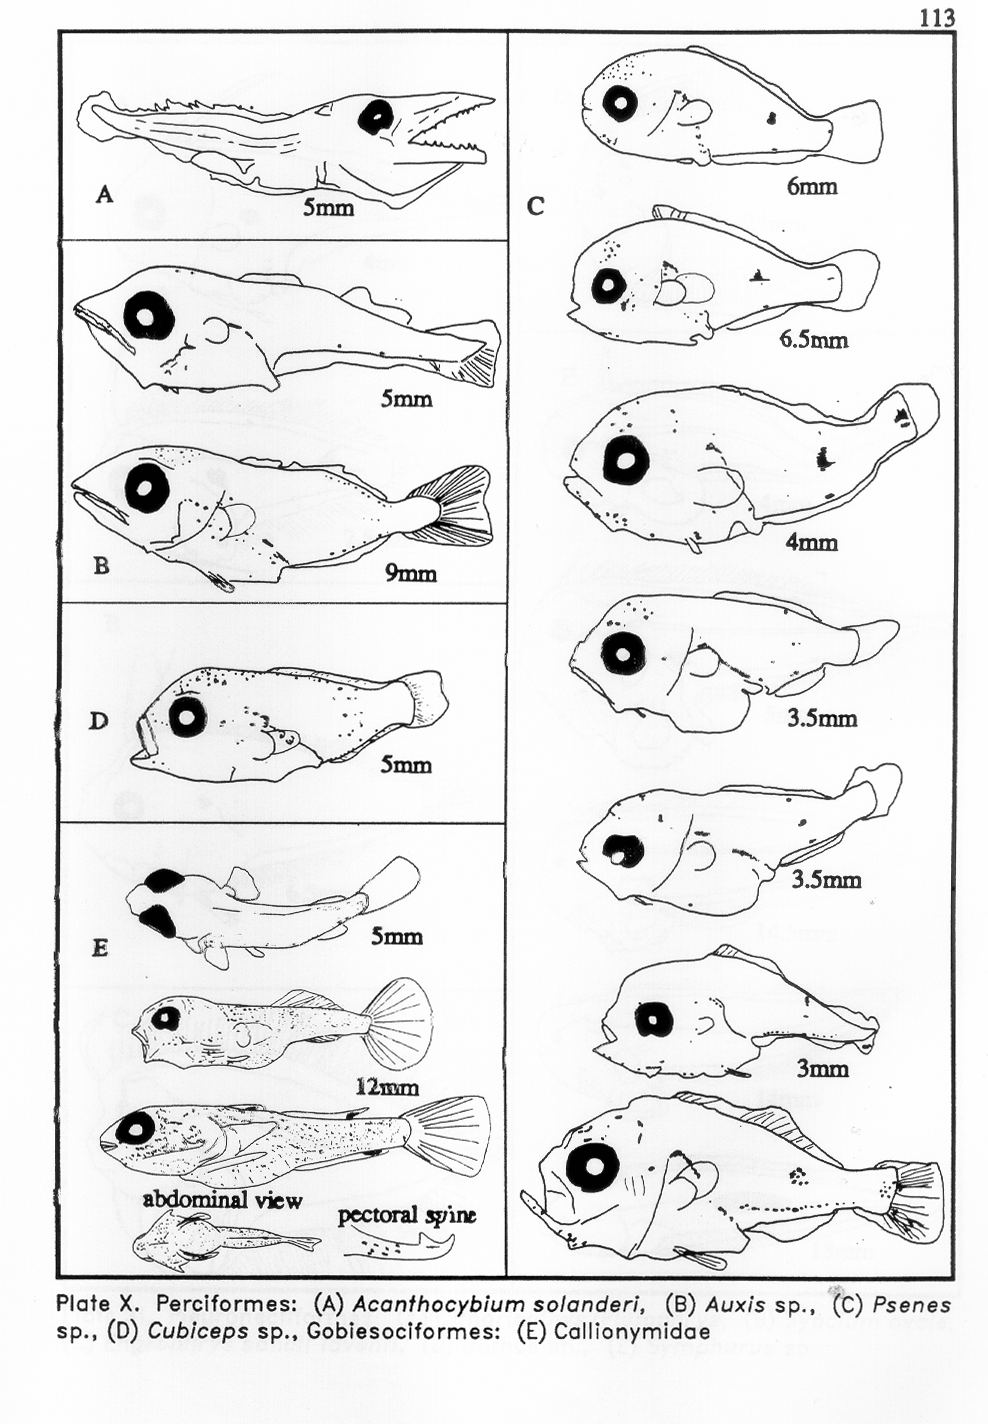 113
A
5mm
5mm
B
9mm
D
5mm
E
5mm
12mm
abdominal view
pectoral spine
6mm
C
6.5mm
4mm
3.5mm
3.5mm
3mm
Plate X. Perciformes: (A) Acanthocybium solanderi, (B) Auxis sp., (C) Psenes
sp., (D) Cubiceps sp., Gobiesociformes: (E) Callionymidae